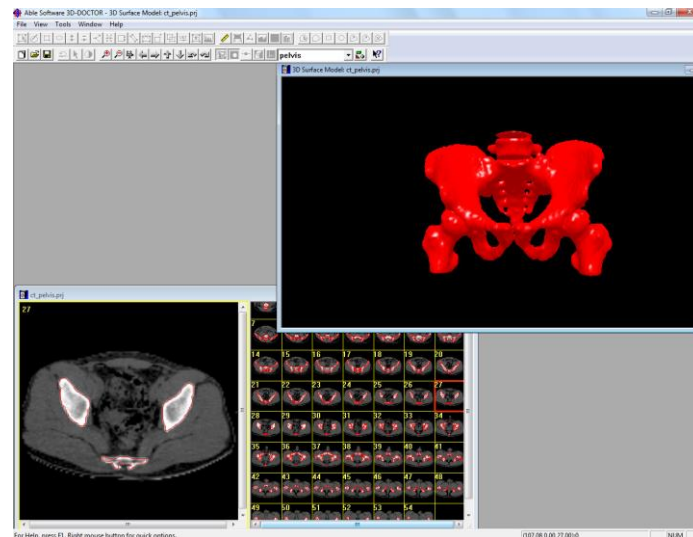 Able Software 3D-DOCTOR - 3D Surface Model: ct_pelvis.prj
File View Tools Window Help
pelvis
3D Surface Model: ct_pelvis.prj
ct_pelvis.prj
27
7
14 15 16 17 18 19 20
21 22 23 24 25 26 27
28 29 30 31 32 33 34
35 36 37 38 39 40 41
42 43 44 45 46 47 48
49 50 51 52 53 54
For Help, press F1. Right mouse button for quick options.
NUM